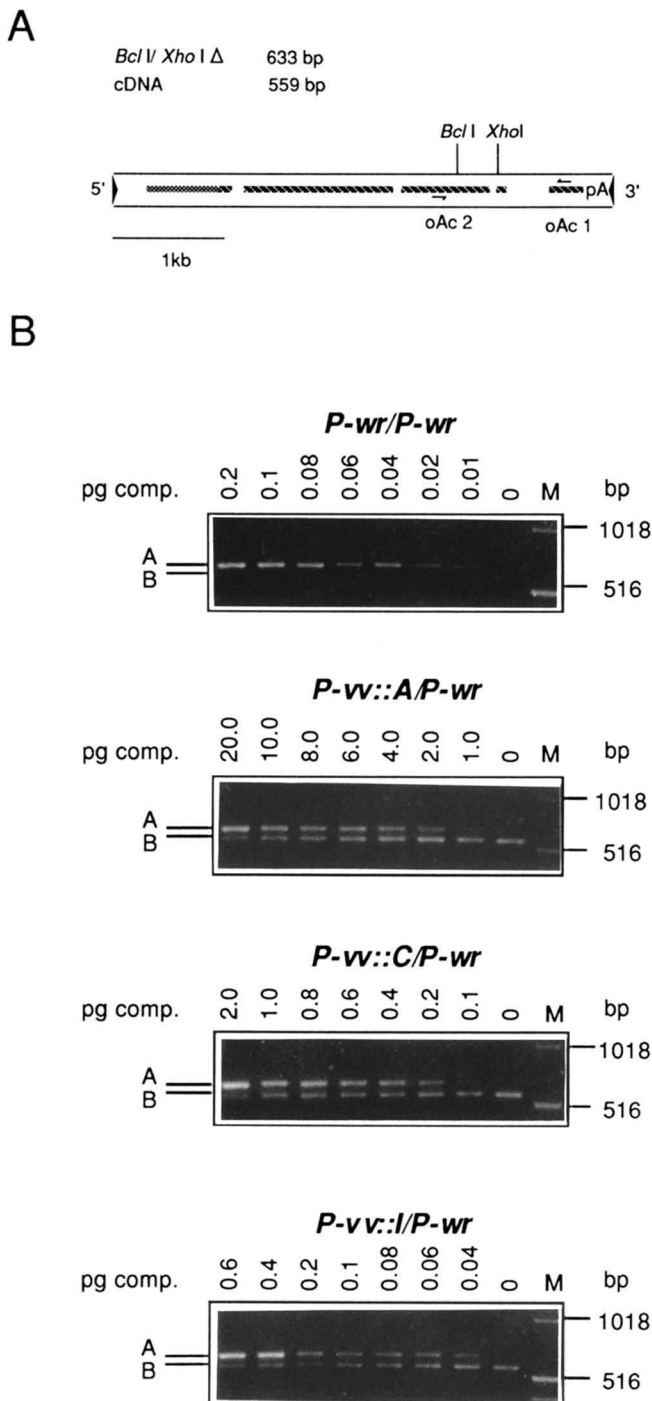 A
Bcl I/ Xho I Δ 633 bp
cDNA 559 bp
Bcl I XhoI
5' pA 3'
oAc 2 oAc 1
1kb
B
P-wr/P-wr
pg comp. 0.2 0.1 0.08 0.06 0.04 0.02 0.01 0 M bp
A
B
1018
516
P-vv::A/P-wr
pg comp. 20.0 10.0 8.0 6.0 4.0 2.0 1.0 0 M bp
A
B
1018
516
P-vv::C/P-wr
pg comp. 2.0 1.0 0.8 0.6 0.4 0.2 0.1 0 M bp
A
B
1018
516
P-vv::I/P-wr
pg comp. 0.6 0.4 0.2 0.1 0.08 0.06 0.04 0 M bp
A
B
1018
516